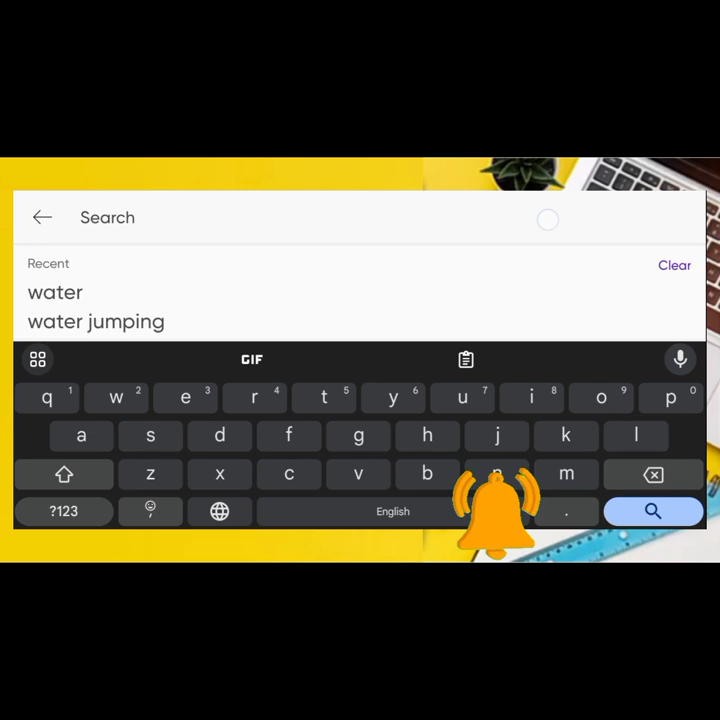 Search
Recent
Clear
water
water jumping
GIF
q 1 w 2 e 3 r 4 t 5 y 6 u 7 i 8 o 9 p 0
a s d f g h j k l
z x c v b n m
?123 , English .